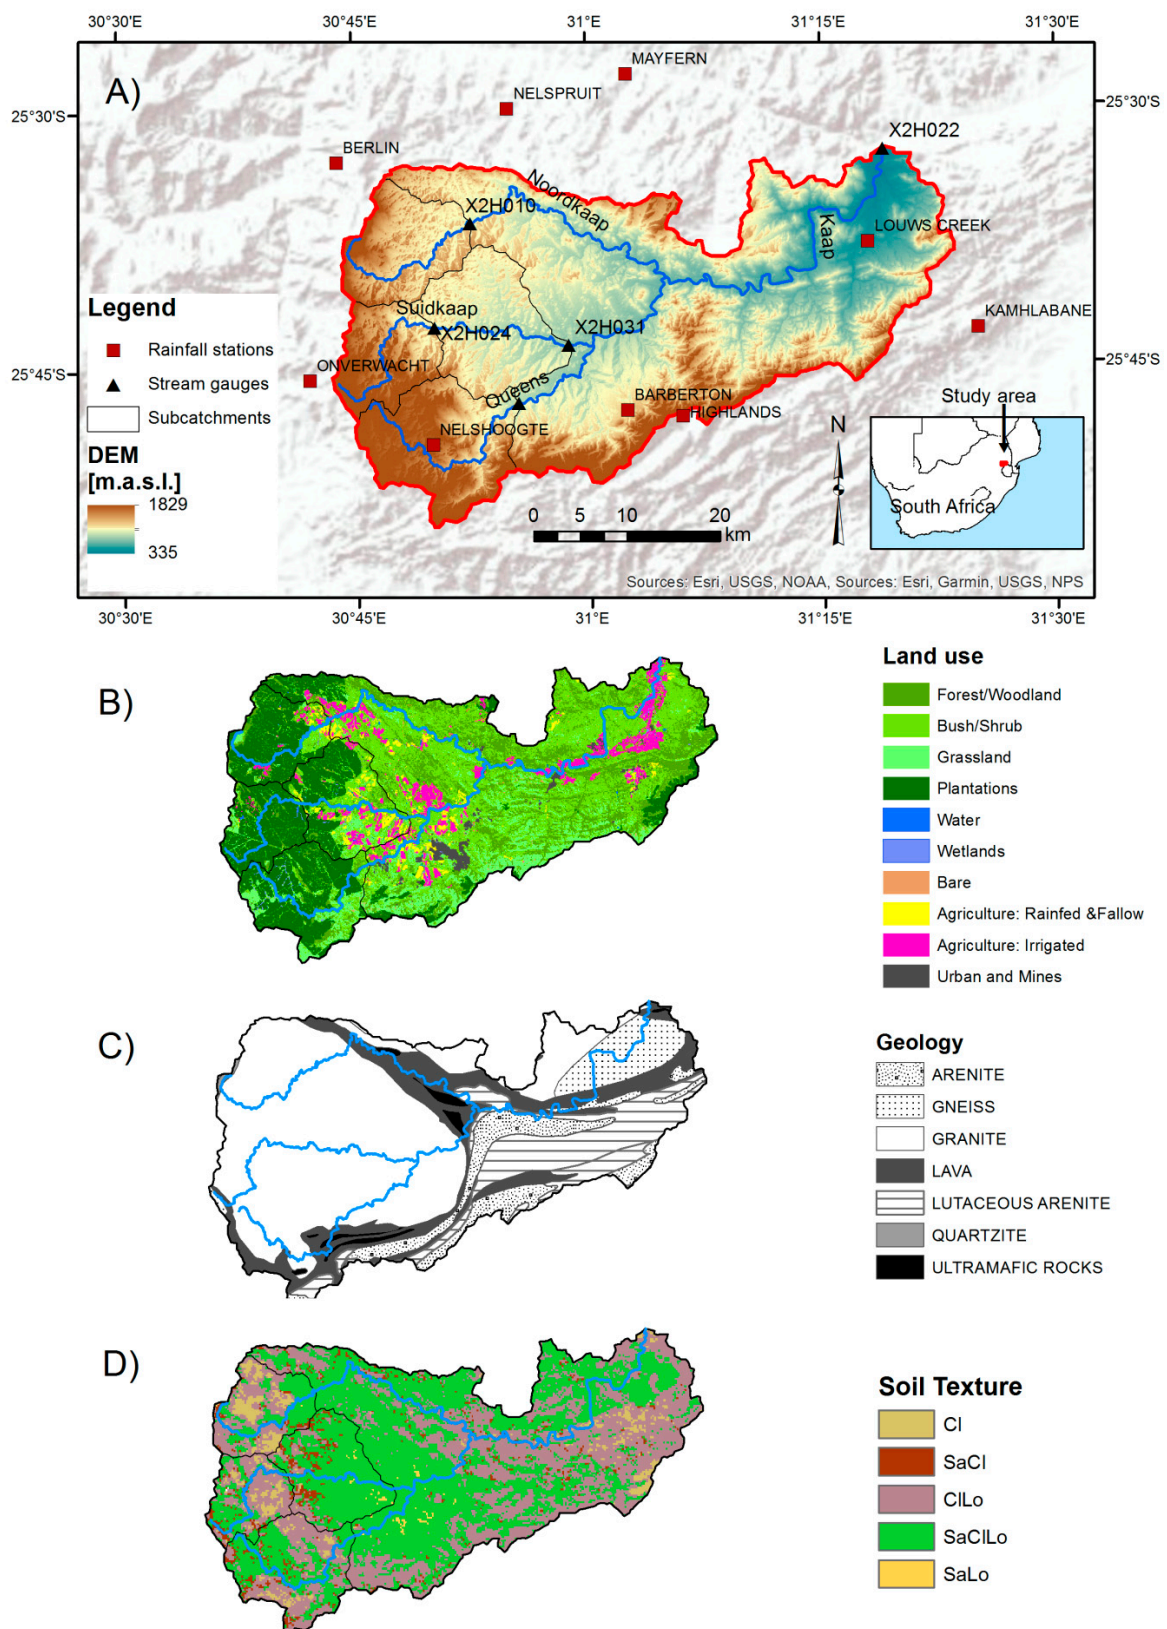 30°30'E 30°45'E 31°E 31°15'E 31°30'E
A)
MAYFERN
NELSPRUIT
25°30'S
25°30'S
X2H022
BERLIN
Noordkaap
X2H010
Kaap
LOUWS CREEK
Legend
Rainfall stations
Stream gauges
Subcatchments
DEM
[m.a.s.l.]
1829
335
Suidkaap
X2H024
X2H031
KAMHLABANE
25°45'S
25°45'S
ONVERWACHT
Queens
BARBERTON
HIGHLANDS
NELSHOOGTE
N
Study area
South Africa
0 5 10 20
km
Sources: Esri, USGS, NOAA, Sources: Esri, Garmin, USGS, NPS
30°30'E 30°45'E 31°E 31°15'E 31°30'E
B)
Land use
Forest/Woodland
Bush/Shrub
Grassland
Plantations
Water
Wetlands
Bare
Agriculture: Rainfed &Fallow
Agriculture: Irrigated
Urban and Mines
C)
Geology
ARENITE
GNEISS
GRANITE
LAVA
LUTACEOUS ARENITE
QUARTZITE
ULTRAMAFIC ROCKS
D)
Soil Texture
Cl
SaCl
ClLo
SaClLo
SaLo